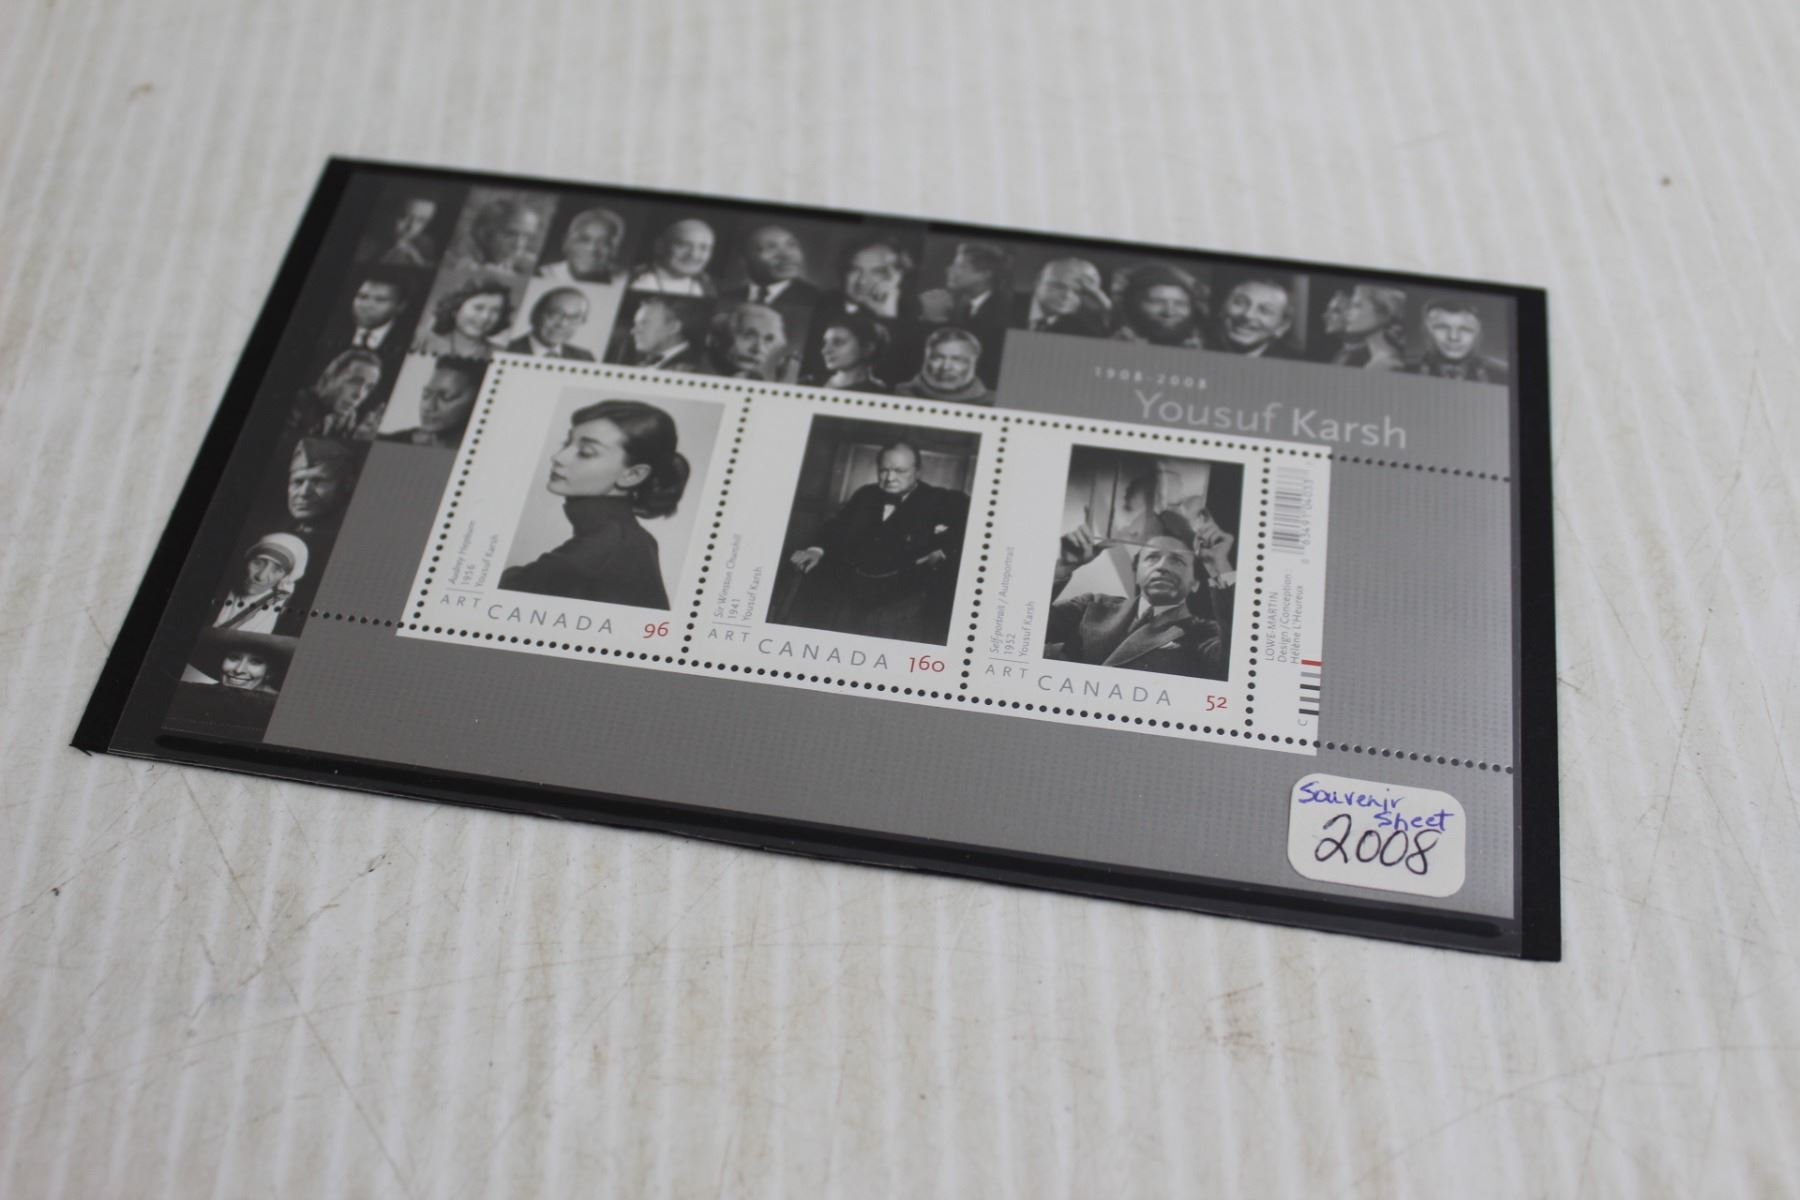 1908-2008
Yousuf Karsh
Audrey Hepburn
1956
Yousuf Karsh
ART CANADA 96
Sir Winston Churchill
1941
Yousuf Karsh
ART CANADA 160
Self-portrait / Autoportrait
1952
Yousuf Karsh
ART CANADA 52
LOWE-MARTIN
Design / Conception :
Hélène L'Heureux
C
Souvenir
Sheet
2008